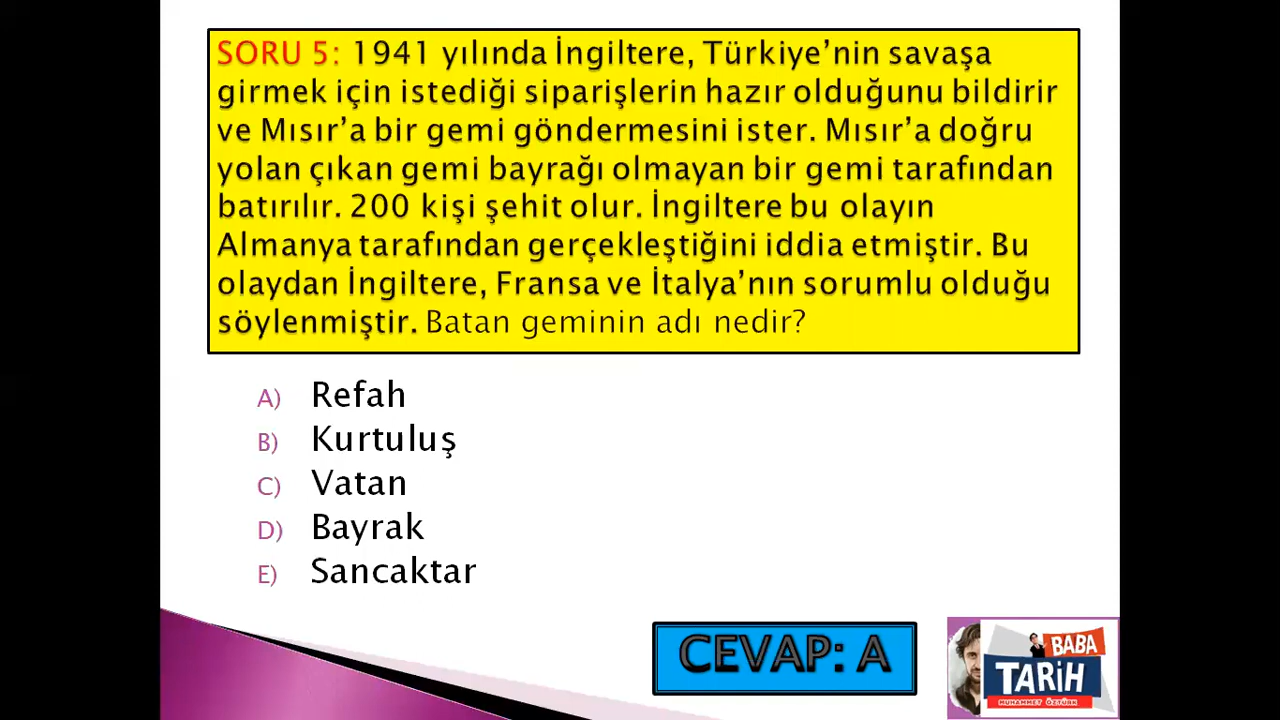 SORU 5: 1941 yılında İngiltere, Türkiye’nin savaşa
girmek için istediği siparişlerin hazır olduğunu bildirir
ve Mısır’a bir gemi göndermesini ister. Mısır’a doğru
yolan çıkan gemi bayrağı olmayan bir gemi tarafından
batırılır. 200 kişi şehit olur. İngiltere bu olayın
Almanya tarafından gerçekleştiğini iddia etmiştir. Bu
olaydan İngiltere, Fransa ve İtalya’nın sorumlu olduğu
söylenmiştir. Batan geminin adı nedir?
A) Refah
B) Kurtuluş
C) Vatan
D) Bayrak
E) Sancaktar
CEVAP: A
BABA
TARİH
MUHAMMET ÖZTÜRK